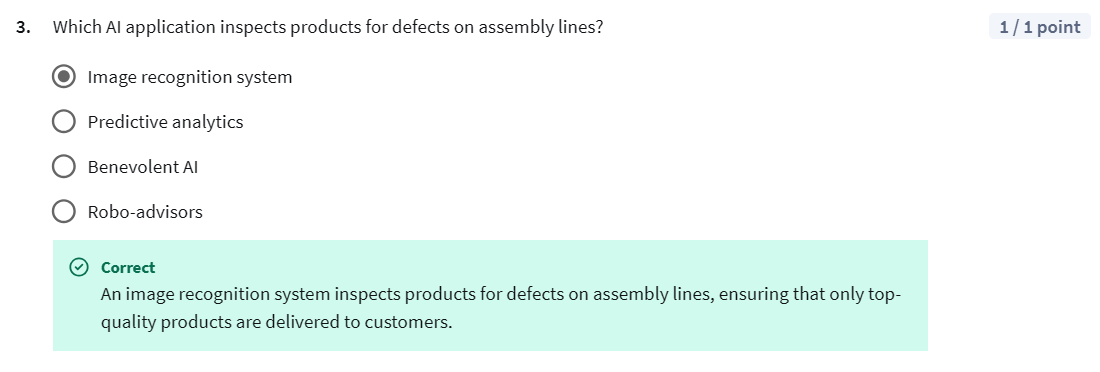 3. Which AI application inspects products for defects on assembly lines? 1 / 1 point
Image recognition system
Predictive analytics
Benevolent AI
Robo-advisors
Correct
An image recognition system inspects products for defects on assembly lines, ensuring that only top-
quality products are delivered to customers.